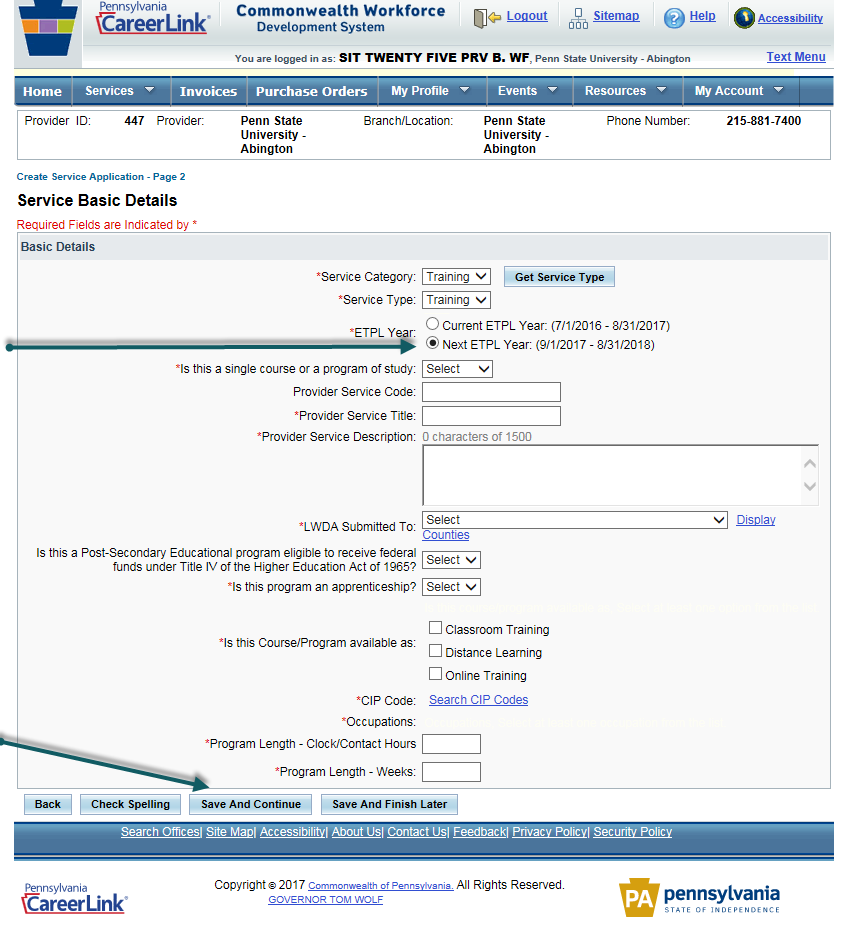 Pennsylvania
CareerLink
Commonwealth Workforce
Development System
Logout
Sitemap
Help
Accessibility
You are logged in as: SIT TWENTY FIVE PRV B. WF, Penn State University - Abington
Text Menu
Home Services Invoices Purchase Orders My Profile Events Resources My Account
Provider ID: 447 Provider: Penn State University - Abington Branch/Location: Penn State University - Abington Phone Number: 215-881-7400
Create Service Application - Page 2
Service Basic Details
Required Fields are Indicated by *
Basic Details
*Service Category: Training Get Service Type
*Service Type: Training
*ETPL Year: Current ETPL Year: (7/1/2016 - 8/31/2017)
Next ETPL Year: (9/1/2017 - 8/31/2018)
*Is this a single course or a program of study: Select
Provider Service Code:
*Provider Service Title:
*Provider Service Description: 0 characters of 1500
*LWDA Submitted To: Select Display
Counties
Is this a Post-Secondary Educational program eligible to receive federal
funds under Title IV of the Higher Education Act of 1965? Select
*Is this program an apprenticeship? Select
*Is this Course/Program available as:
Classroom Training
Distance Learning
Online Training
*CIP Code: Search CIP Codes
*Occupations:
*Program Length - Clock/Contact Hours
*Program Length - Weeks:
Back Check Spelling Save And Continue Save And Finish Later
Search Offices| Site Map| Accessibility| About Us| Contact Us| Feedback| Privacy Policy| Security Policy
Pennsylvania
CareerLink
Copyright © 2017 Commonwealth of Pennsylvania. All Rights Reserved.
GOVERNOR TOM WOLF
PA pennsylvania
STATE OF INDEPENDENCE